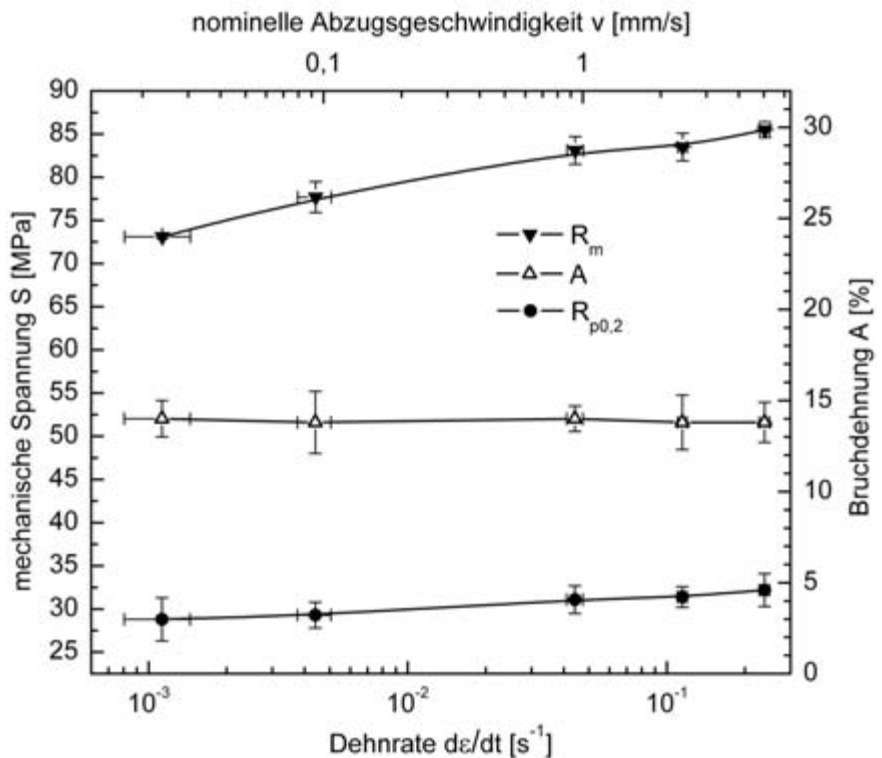 nominelle Abzugsgeschwindigkeit v [mm/s]
0,1 1
90
85
80
75
70
65
60
55
50
45
40
35
30
25
mechanische Spannung S [MPa]
R_m
A
R_p0,2
30
25
20
15
10
5
0
Bruchdehnung A [%]
10^-3 10^-2 10^-1
Dehnrate dε/dt [s^-1]